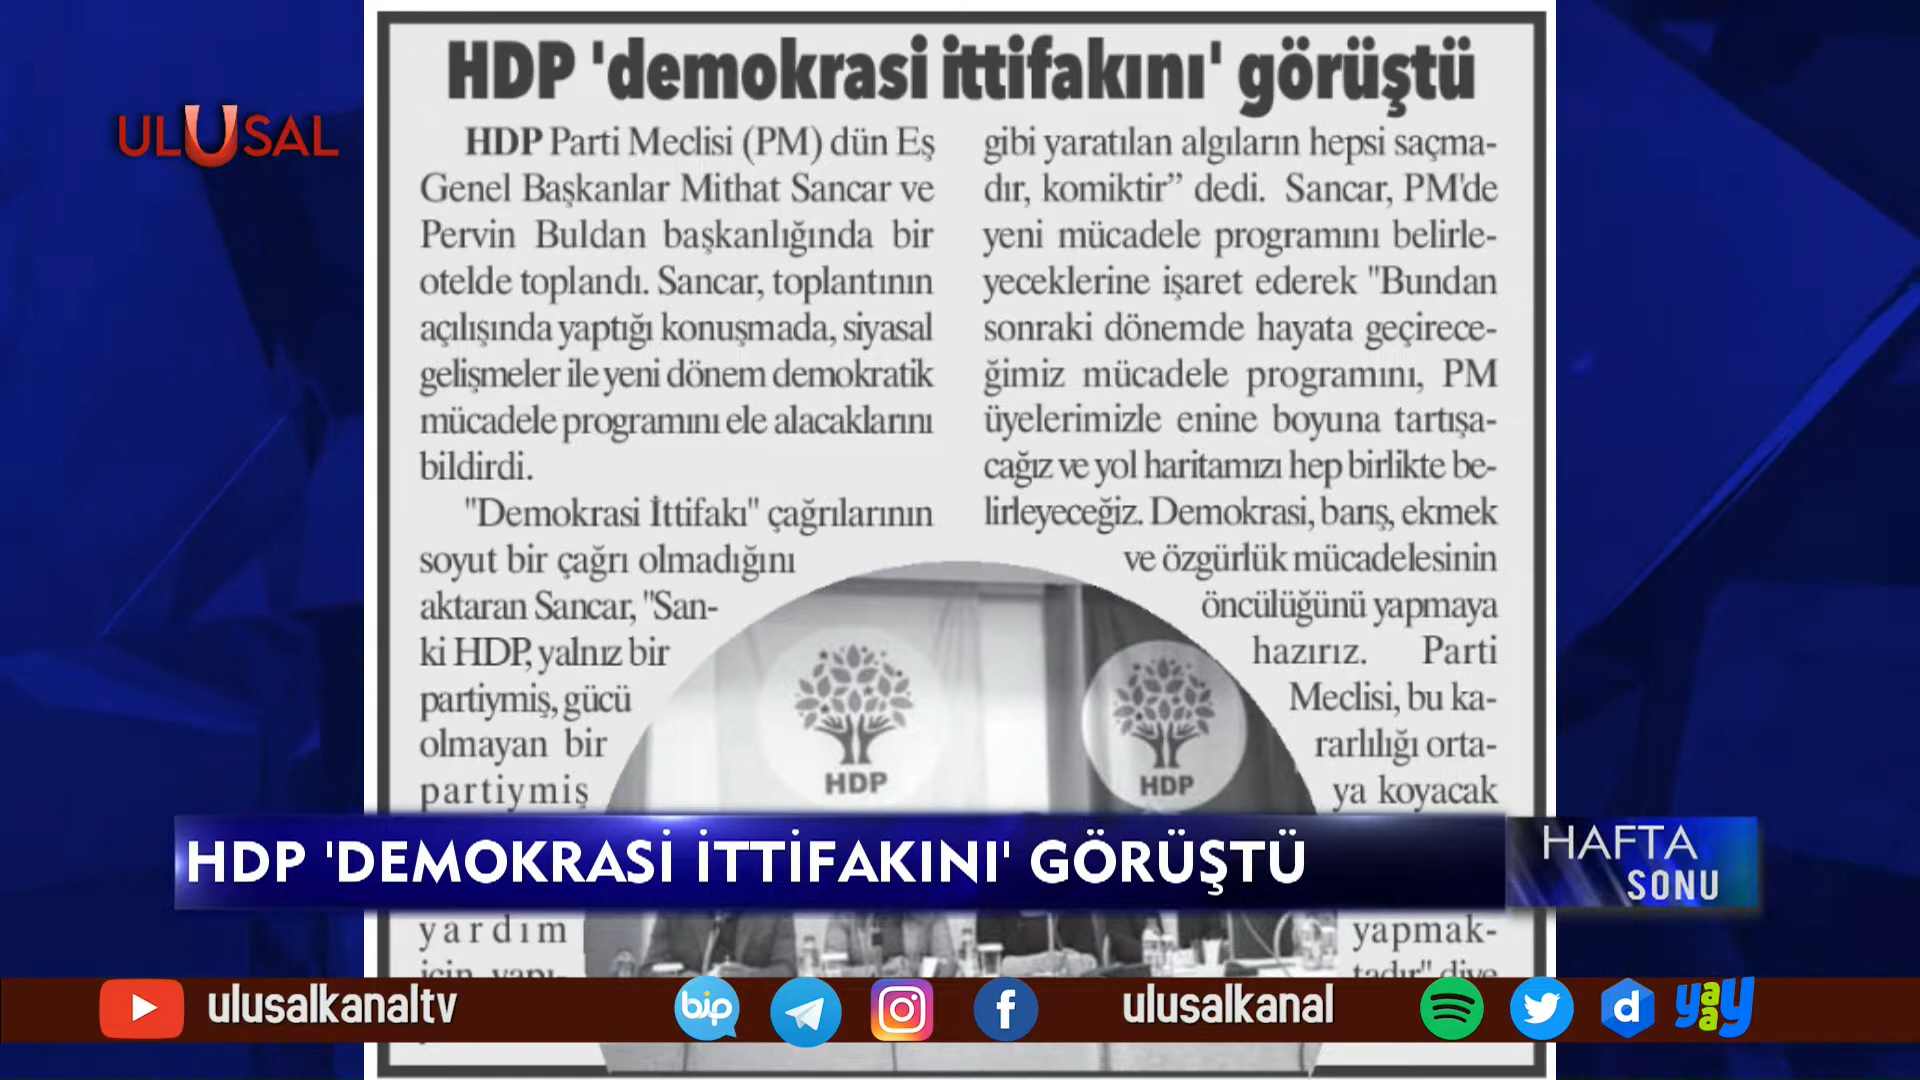 HDP 'demokrasi ittifakını' görüştü
ULUSAL
HDP Parti Meclisi (PM) dün Eş
Genel Başkanlar Mithat Sancar ve
Pervin Buldan başkanlığında bir
otelde toplandı. Sancar, toplantının
açılışında yaptığı konuşmada, siyasal
gelişmeler ile yeni dönem demokratik
mücadele programını ele alacaklarını
bildirdi.
"Demokrasi İttifakı" çağrılarının
soyut bir çağrı olmadığını
aktaran Sancar, "San-
ki HDP, yalnız bir
partiymiş, gücü
olmayan bir
partiymiş
yardım
için yapı-
gibi yaratılan algıların hepsi saçma-
dır, komiktir” dedi. Sancar, PM'de
yeni mücadele programını belirle-
yeceklerine işaret ederek "Bundan
sonraki dönemde hayata geçirece-
ğimiz mücadele programını, PM
üyelerimizle enine boyuna tartışa-
cağız ve yol haritamızı hep birlikte be-
lirleyeceğiz. Demokrasi, barış, ekmek
ve özgürlük mücadelesinin
öncülüğünü yapmaya
hazırız. Parti
Meclisi, bu ka-
rarlılığı orta-
ya koyacak
yapmak-
tadır" diye
HDP
HDP
HDP 'DEMOKRASİ İTTİFAKINI' GÖRÜŞTÜ
HAFTA
SONU
ulusalkanaltv
bip
ulusalkanal
d
yaay